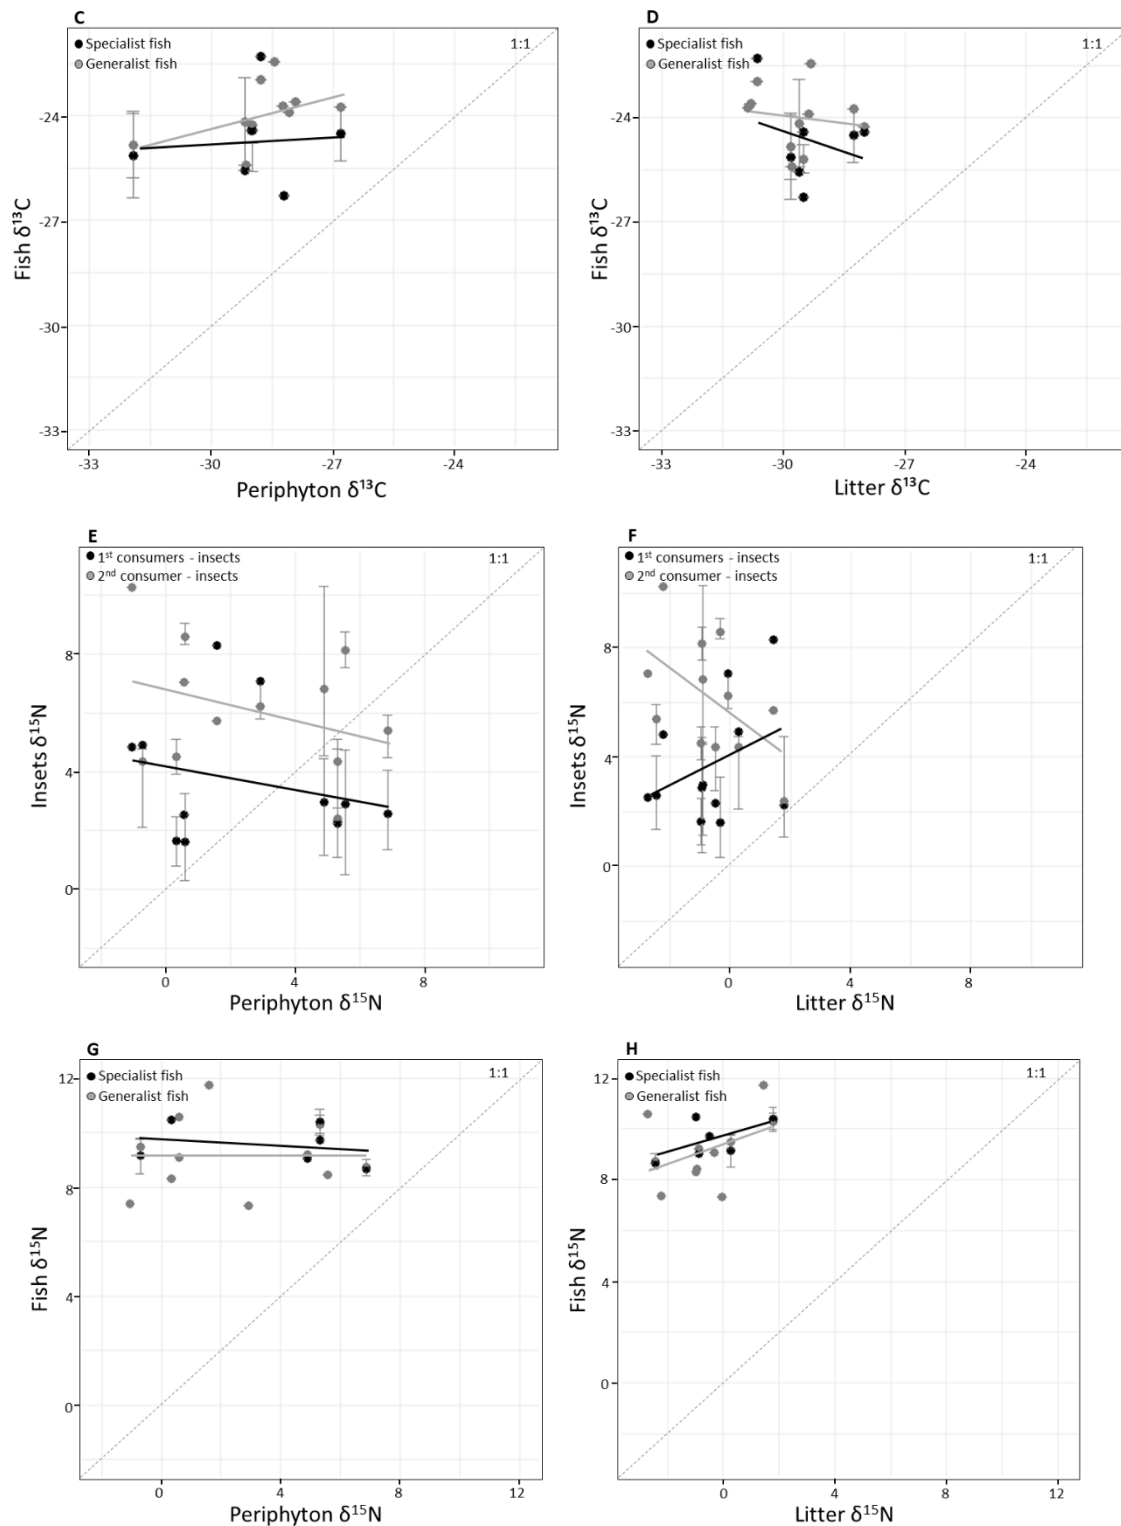 C
Specialist fish
Generalist fish
1:1
-24
-27
-30
-33
Fish δ¹³C
-33
-30
-27
-24
Periphyton δ¹³C
D
Specialist fish
Generalist fish
1:1
-24
-27
-30
-33
Fish δ¹³C
-33
-30
-27
-24
Litter δ¹³C
E
1st consumers - insects
2nd consumer - insects
1:1
8
4
0
Insets δ¹⁵N
0
4
8
Periphyton δ¹⁵N
F
1st consumers - insects
2nd consumer - insects
1:1
8
4
0
Insets δ¹⁵N
0
4
8
Litter δ¹⁵N
G
Specialist fish
Generalist fish
1:1
12
8
4
0
Fish δ¹⁵N
0
4
8
12
Periphyton δ¹⁵N
H
Specialist fish
Generalist fish
1:1
12
8
4
0
Fish δ¹⁵N
0
4
8
12
Litter δ¹⁵N